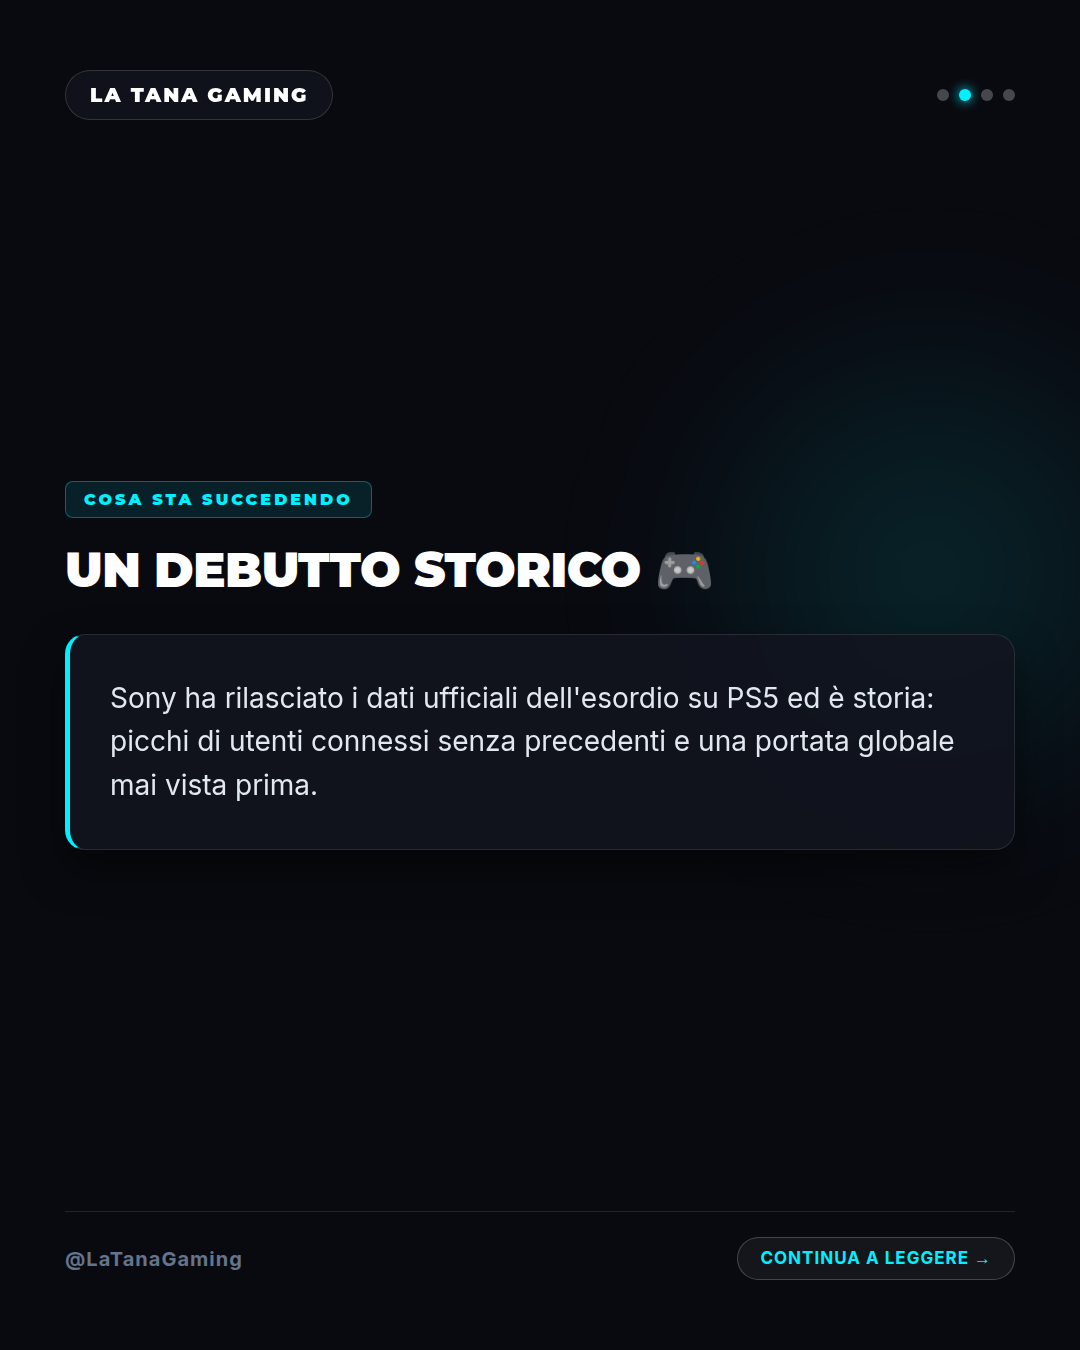 LA TANA GAMING
COSA STA SUCCEDENDO
UN DEBUTTO STORICO 🎮
Sony ha rilasciato i dati ufficiali dell'esordio su PS5 ed è storia:
picchi di utenti connessi senza precedenti e una portata globale
mai vista prima.
@LaTanaGaming
CONTINUA A LEGGERE →